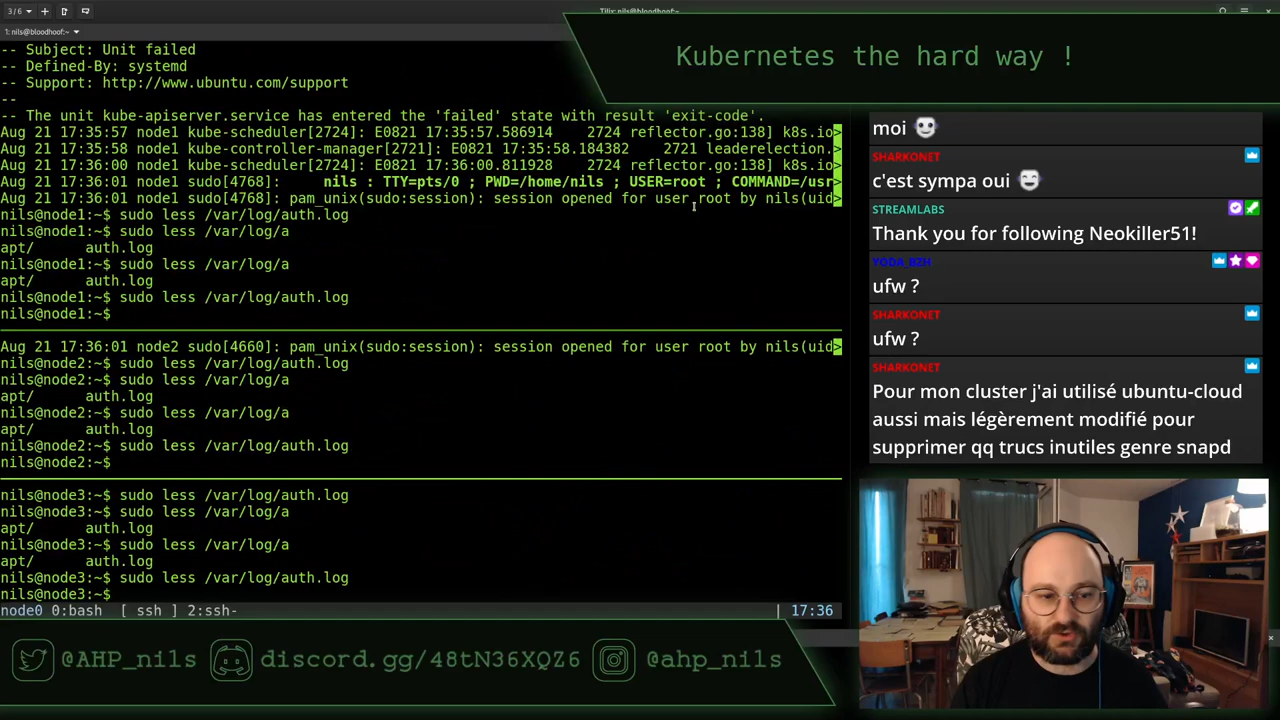 3/6
Tilix: nils@bloodhoof:~
1: nils@bloodhoof:~
-- Subject: Unit failed
-- Defined-By: systemd
-- Support: http://www.ubuntu.com/support
--
-- The unit kube-apiserver.service has entered the 'failed' state with result 'exit-code'.
Aug 21 17:35:57 node1 kube-scheduler[2724]: E0821 17:35:57.586914    2724 reflector.go:138] k8s.io>
Aug 21 17:35:58 node1 kube-controller-manager[2721]: E0821 17:35:58.184382    2721 leaderelection.>
Aug 21 17:36:00 node1 kube-scheduler[2724]: E0821 17:36:00.811928    2724 reflector.go:138] k8s.io>
Aug 21 17:36:01 node1 sudo[4768]:     nils : TTY=pts/0 ; PWD=/home/nils ; USER=root ; COMMAND=/usr>
Aug 21 17:36:01 node1 sudo[4768]: pam_unix(sudo:session): session opened for user root by nils(uid>
nils@node1:~$ sudo less /var/log/auth.log
nils@node1:~$ sudo less /var/log/a
apt/      auth.log
nils@node1:~$ sudo less /var/log/a
apt/      auth.log
nils@node1:~$ sudo less /var/log/auth.log
nils@node1:~$
Aug 21 17:36:01 node2 sudo[4660]: pam_unix(sudo:session): session opened for user root by nils(uid>
nils@node2:~$ sudo less /var/log/auth.log
nils@node2:~$ sudo less /var/log/a
apt/      auth.log
nils@node2:~$ sudo less /var/log/a
apt/      auth.log
nils@node2:~$ sudo less /var/log/auth.log
nils@node2:~$
nils@node3:~$ sudo less /var/log/auth.log
nils@node3:~$ sudo less /var/log/a
apt/      auth.log
nils@node3:~$ sudo less /var/log/a
apt/      auth.log
nils@node3:~$ sudo less /var/log/auth.log
nils@node3:~$
node0 0:bash  [ ssh ] 2:ssh-  | 17:36
Kubernetes the hard way !
moi
SHARKONET
c'est sympa oui
STREAMLABS
Thank you for following Neokiller51!
YODA_BZH
ufw ?
SHARKONET
ufw ?
SHARKONET
Pour mon cluster j'ai utilisé ubuntu-cloud
aussi mais légèrement modifié pour
supprimer qq trucs inutiles genre snapd
@AHP_nils
discord.gg/48tN36XQZ6
@ahp_nils